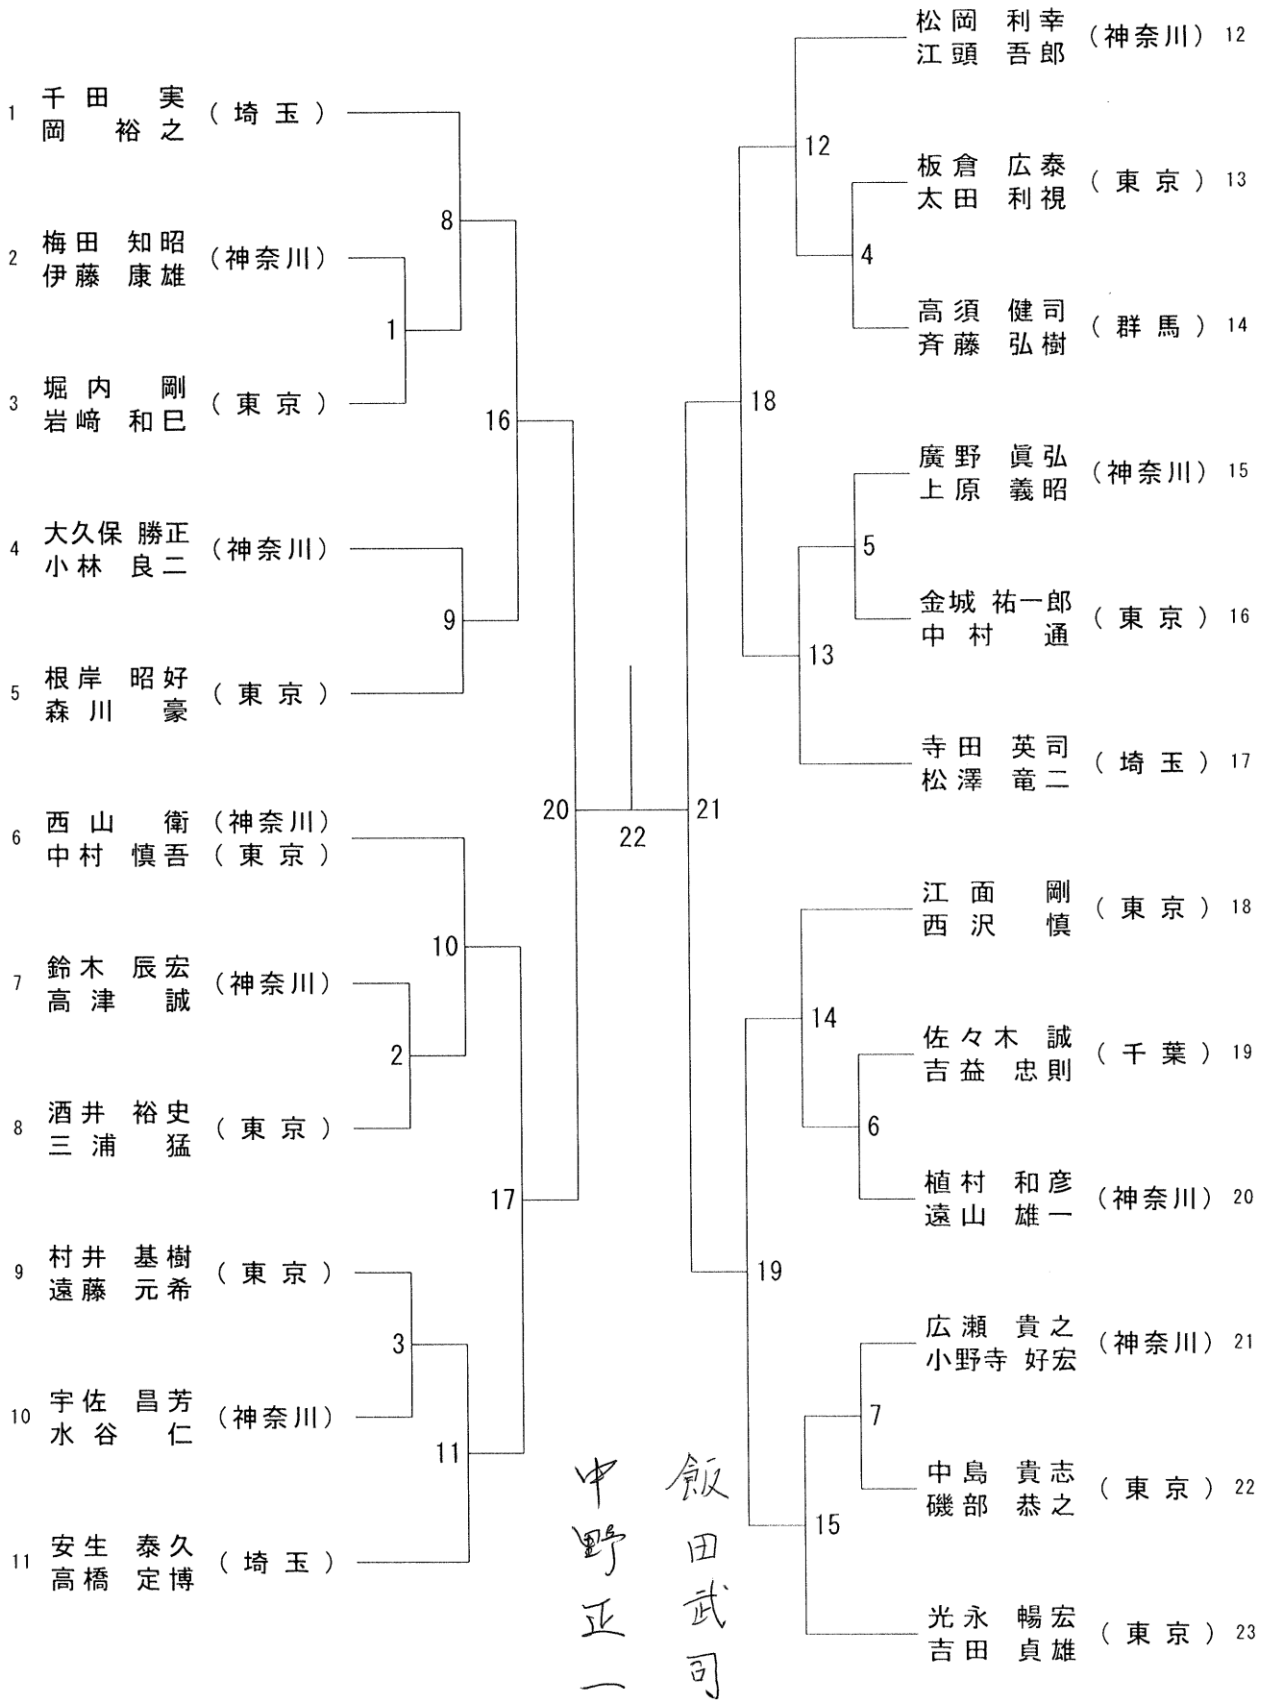 1 千田 実 (埼玉)
岡 裕之
8
2 梅田 知昭 (神奈川)
伊藤 康雄
1
3 堀内 剛 (東京)
岩﨑 和巳
16
4 大久保 勝正 (神奈川)
小林 良二
9
5 根岸 昭好 (東京)
森川 豪
20
6 西山 衛 (神奈川)
中村 慎吾 (東京)
10
7 鈴木 辰宏 (神奈川)
高津 誠
2
8 酒井 裕史 (東京)
三浦 猛
17
9 村井 基樹 (東京)
遠藤 元希
3
10 宇佐 昌芳 (神奈川)
水谷 仁
11
11 安生 泰久 (埼玉)
高橋 定博
22
松岡 利幸 (神奈川) 12
江頭 吾郎
12
板倉 広泰 (東京) 13
太田 利視
4
高須 健司 (群馬) 14
斉藤 弘樹
18
廣野 眞弘 (神奈川) 15
上原 義昭
5
金城 祐一郎 (東京) 16
中村 通
13
寺田 英司 (埼玉) 17
松澤 竜二
21
江面 剛 (東京) 18
西沢 慎
14
佐々木 誠 (千葉) 19
吉益 忠則
6
植村 和彦 (神奈川) 20
遠山 雄一
19
広瀬 貴之 (神奈川) 21
小野寺 好宏
7
中島 貴志 (東京) 22
磯部 恭之
15
光永 暢宏 (東京) 23
吉田 貞雄
飯田武司
中野正一